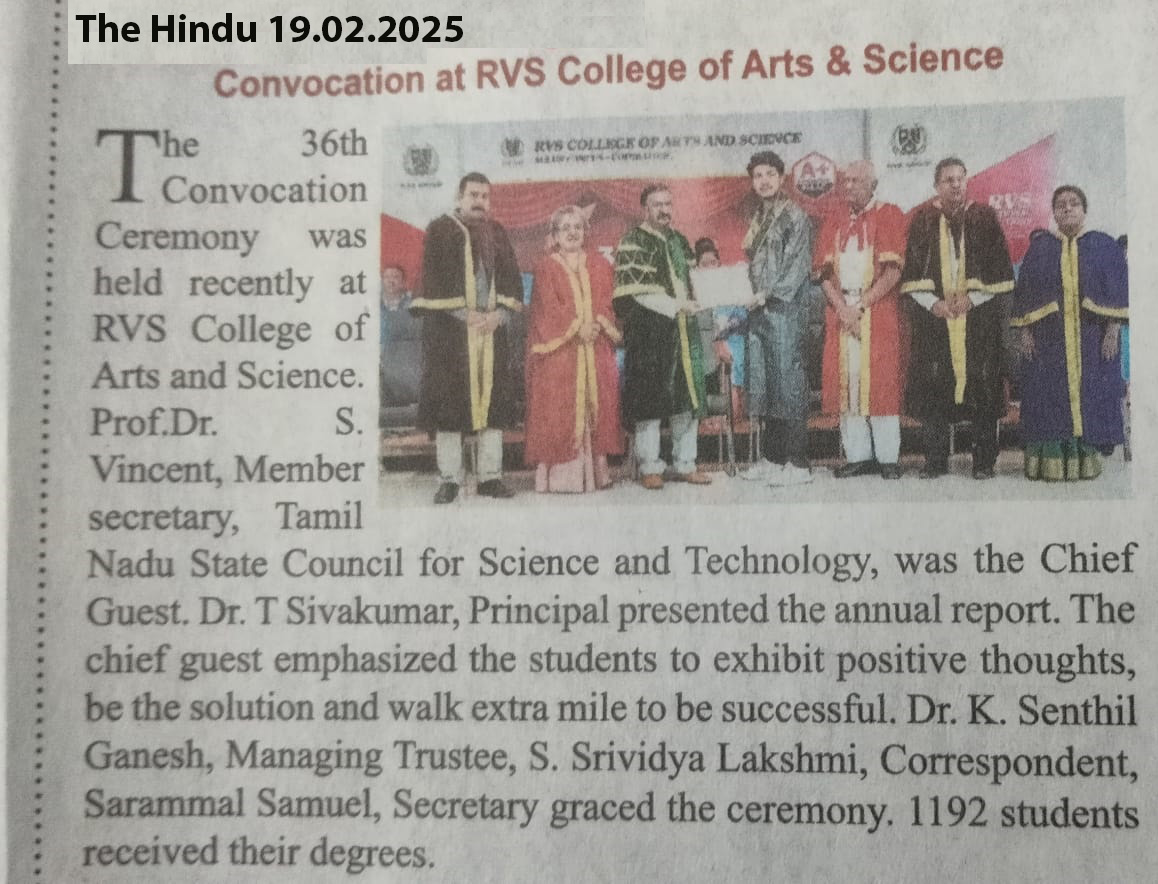 The Hindu 19.02.2025
Convocation at RVS College of Arts & Science
RVS COLLEGE OF ARTS AND SCIENCE
A+
RVS
The 36th
Convocation
Ceremony was
held recently at
RVS College of
Arts and Science.
Prof.Dr. S.
Vincent, Member
secretary, Tamil
Nadu State Council for Science and Technology, was the Chief
Guest. Dr. T Sivakumar, Principal presented the annual report. The
chief guest emphasized the students to exhibit positive thoughts,
be the solution and walk extra mile to be successful. Dr. K. Senthil
Ganesh, Managing Trustee, S. Srividya Lakshmi, Correspondent,
Sarammal Samuel, Secretary graced the ceremony. 1192 students
received their degrees.